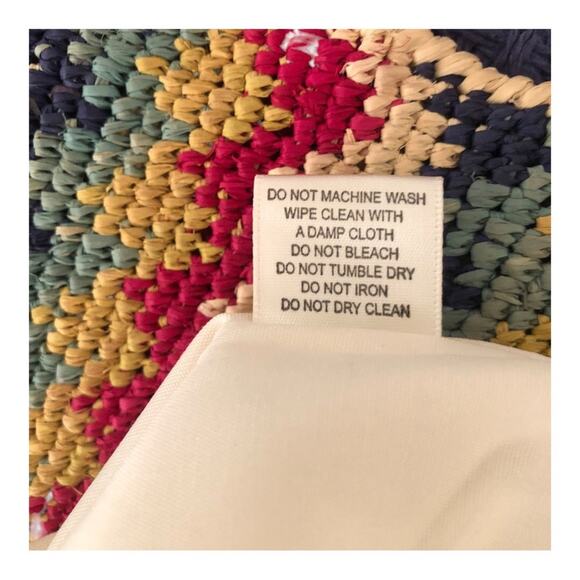 DO NOT MACHINE WASH
WIPE CLEAN WITH
A DAMP CLOTH
DO NOT BLEACH
DO NOT TUMBLE DRY
DO NOT IRON
DO NOT DRY CLEAN